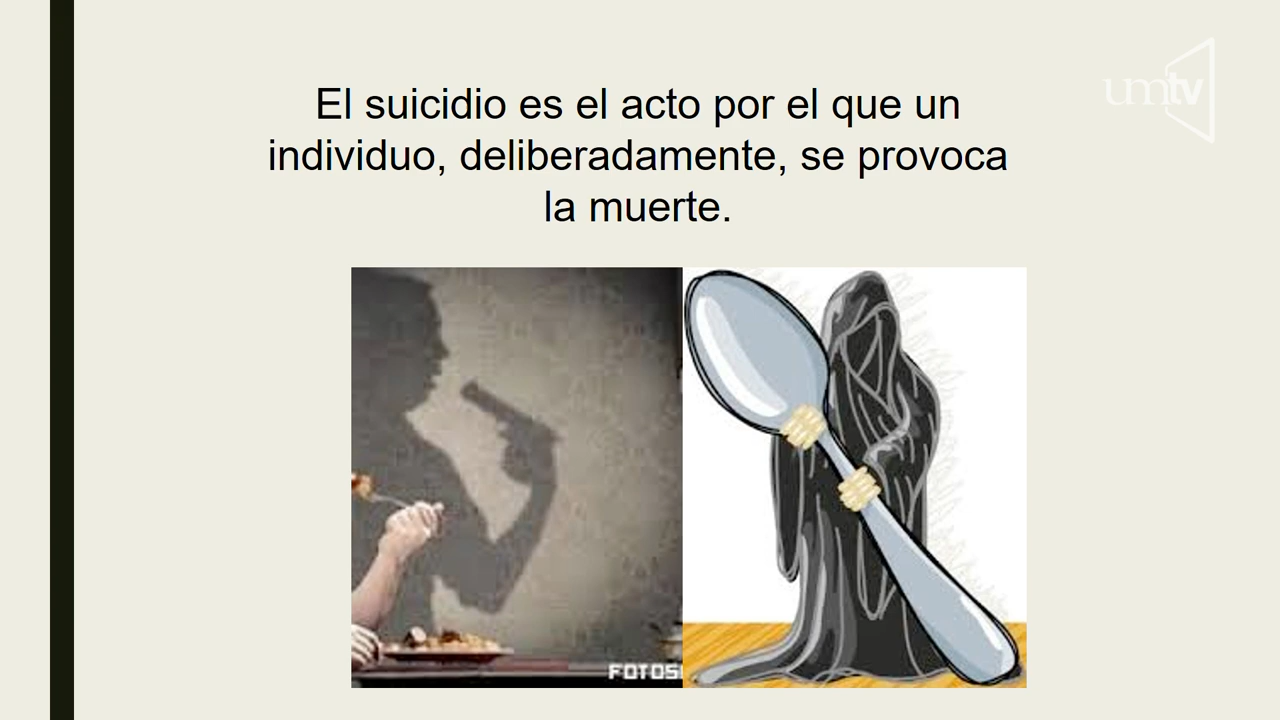 umtv
El suicidio es el acto por el que un
individuo, deliberadamente, se provoca
la muerte.
FOTOS